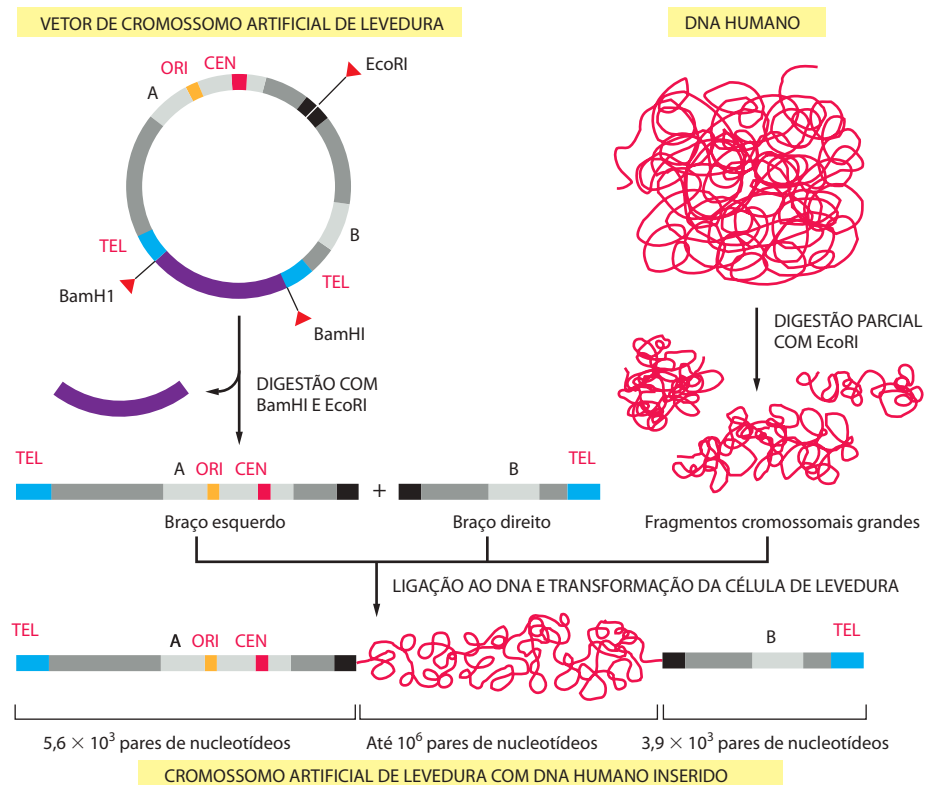 VETOR DE CROMOSSOMO ARTIFICIAL DE LEVEDURA
DNA HUMANO
ORI
CEN
EcoRI
A
B
TEL
TEL
BamH1
BamHI
DIGESTÃO PARCIAL
COM EcoRI
DIGESTÃO COM
BamHI E EcoRI
TEL
A
ORI
CEN
+
B
TEL
Braço esquerdo
Braço direito
Fragmentos cromossomais grandes
LIGAÇÃO AO DNA E TRANSFORMAÇÃO DA CÉLULA DE LEVEDURA
TEL
A
ORI
CEN
B
TEL
5,6 × 10³ pares de nucleotídeos
Até 10⁶ pares de nucleotídeos
3,9 × 10³ pares de nucleotídeos
CROMOSSOMO ARTIFICIAL DE LEVEDURA COM DNA HUMANO INSERIDO